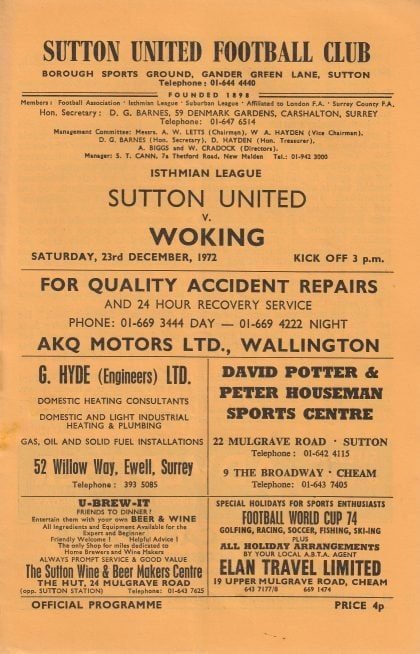 SUTTON UNITED FOOTBALL CLUB
BOROUGH SPORTS GROUND, GANDER GREEN LANE, SUTTON
Telephone : 01-644 4440
FOUNDED 1898
Members : Football Association · Isthmian League · Suburban League · Affiliated to London F.A. · Surrey County F.A.
Hon. Secretary : D. G. BARNES, 59 DENMARK GARDENS, CARSHALTON, SURREY
Telephone: 01-647 6514
Management Committee: Messrs. A. W. LETTS (Chairman), W. A. HAYDEN (Vice Chairman).
D. G. BARNES (Hon. Secretary). D. HAYDEN (Hon. Treasurer).
A. BIGGS and W. CRADOCK (Directors).
Manager: S. T. CANN, 7a Thetford Road, New Malden Tel.: 01-942 3000
ISTHMIAN LEAGUE
SUTTON UNITED
v.
WOKING
SATURDAY, 23rd DECEMBER, 1972 KICK OFF 3 p.m.
FOR QUALITY ACCIDENT REPAIRS
AND 24 HOUR RECOVERY SERVICE
PHONE: 01-669 3444 DAY — 01-669 4222 NIGHT
AKQ MOTORS LTD., WALLINGTON
G. HYDE (Engineers) LTD.
DOMESTIC HEATING CONSULTANTS
DOMESTIC AND LIGHT INDUSTRIAL
HEATING & PLUMBING
GAS, OIL AND SOLID FUEL INSTALLATIONS
52 Willow Way, Ewell, Surrey
Telephone : 393 5085
DAVID POTTER &
PETER HOUSEMAN
SPORTS CENTRE
22 MULGRAVE ROAD · SUTTON
Telephone : 01-642 4115
9 THE BROADWAY · CHEAM
Telephone : 01-643 7405
U-BREW-IT
FRIENDS TO DINNER ?
Entertain them with your own BEER & WINE
All Ingredients and Equipment Available for the
Expert and Beginner
Friendly Welcome ! Helpful Advice !
The only Shop for miles dedicated to
Home Brewers and Wine Makers
ALWAYS PROMPT SERVICE & GOOD VALUE
The Sutton Wine & Beer Makers Centre
THE HUT, 24 MULGRAVE ROAD
(opp. SUTTON STATION) Telephone: 01-643 7625
SPECIAL HOLIDAYS FOR SPORTS ENTHUSIASTS
FOOTBALL WORLD CUP 74
GOLFING, RACING, SOCCER, FISHING, SKI-ING
PLUS
ALL HOLIDAY ARRANGEMENTS
BY YOUR LOCAL A.B.T.A. AGENT
ELAN TRAVEL LIMITED
19 UPPER MULGRAVE ROAD, CHEAM
643 7177/8 669 1474
OFFICIAL PROGRAMME PRICE 4p